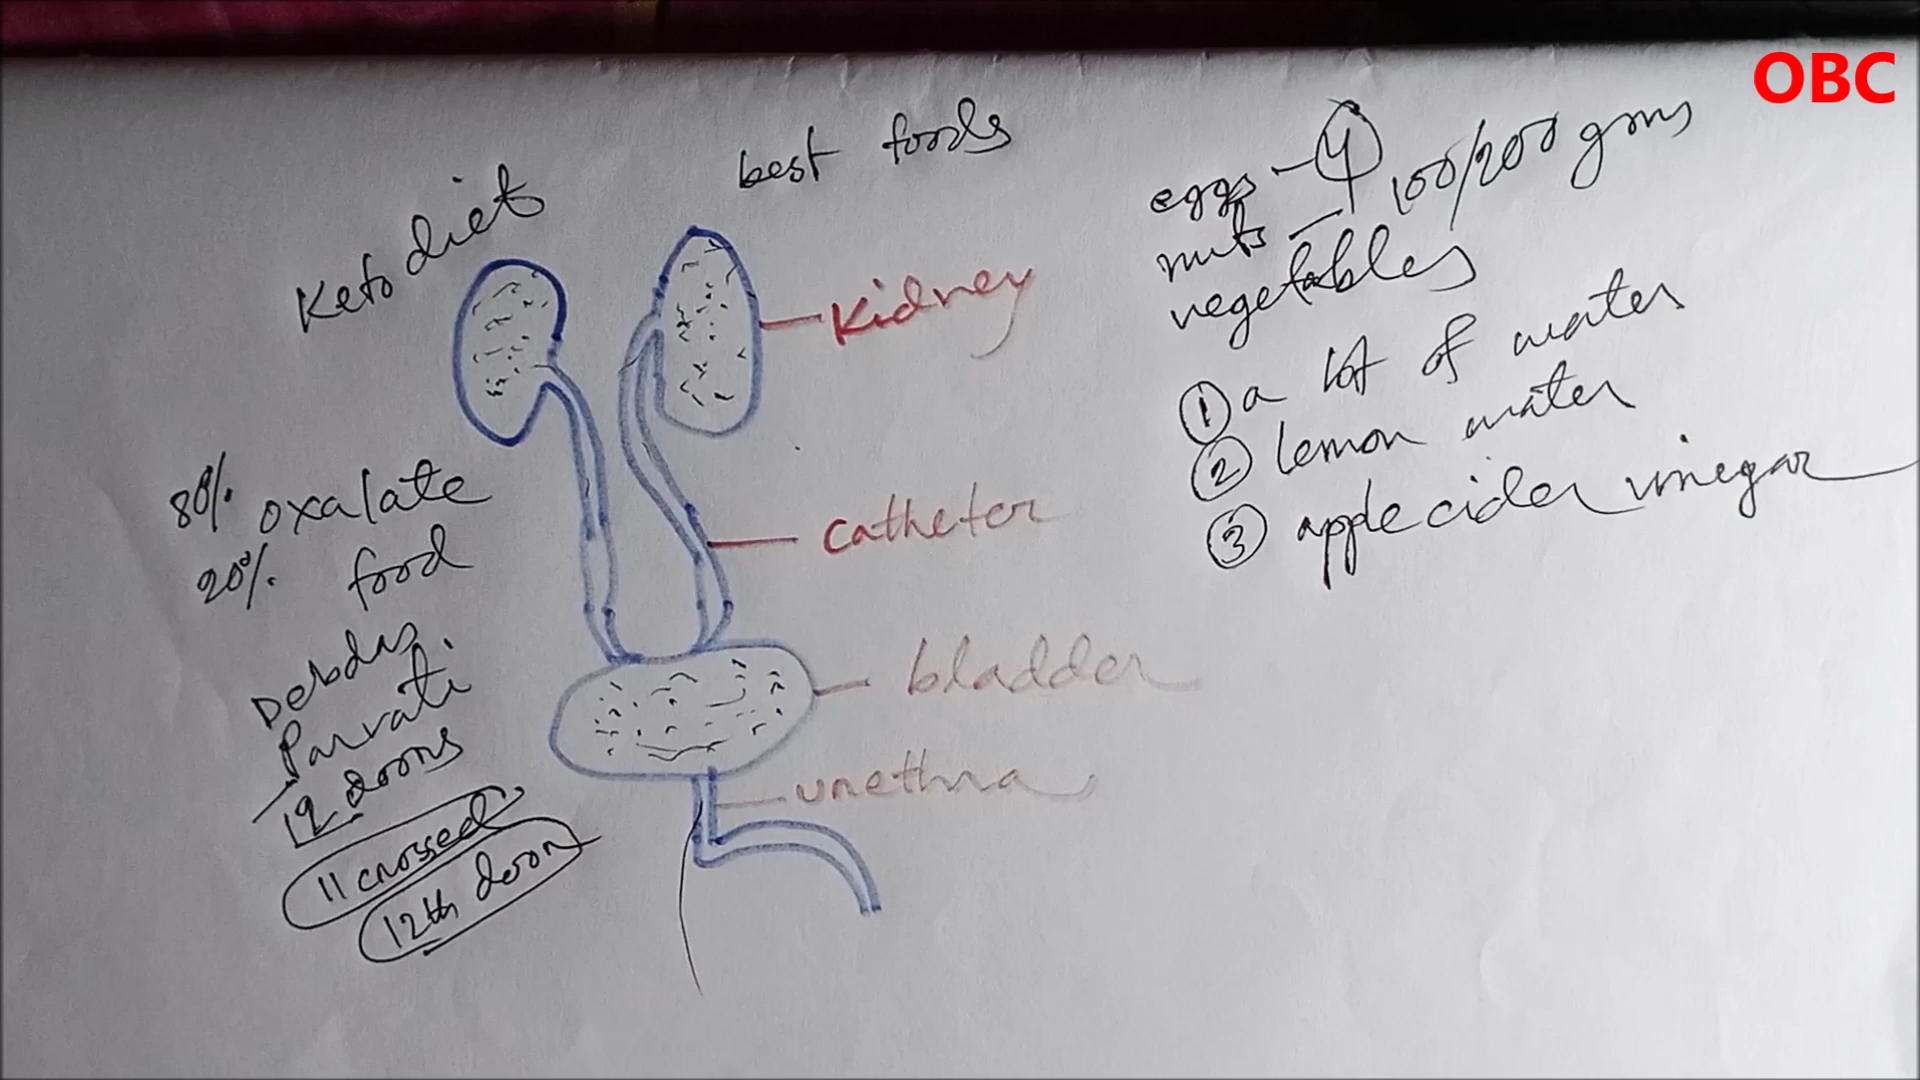 OBC
Keto diet
best foods
eggs - 4
nuts - 100/200 gms
vegetables
① a lot of water
② lemon water
③ apple cider vinegar
Kidney
catheter
bladder
urethra
80% oxalate
20% food
Debdas
Parvati
12 doors
11 crossed
12th door